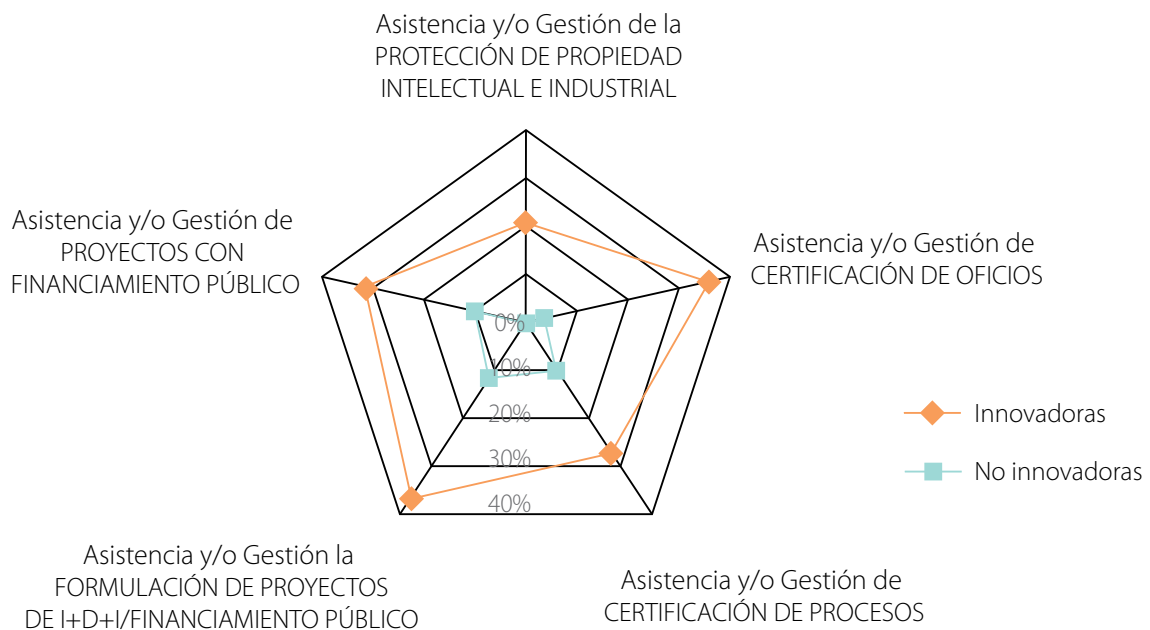 Asistencia y/o Gestión de la
PROTECCIÓN DE PROPIEDAD
INTELECTUAL E INDUSTRIAL
Asistencia y/o Gestión de
PROYECTOS CON
FINANCIAMIENTO PÚBLICO
Asistencia y/o Gestión de
CERTIFICACIÓN DE OFICIOS
0%
10%
20%
30%
40%
Innovadoras
No innovadoras
Asistencia y/o Gestión la
FORMULACIÓN DE PROYECTOS
DE I+D+I/FINANCIAMIENTO PÚBLICO
Asistencia y/o Gestión de
CERTIFICACIÓN DE PROCESOS